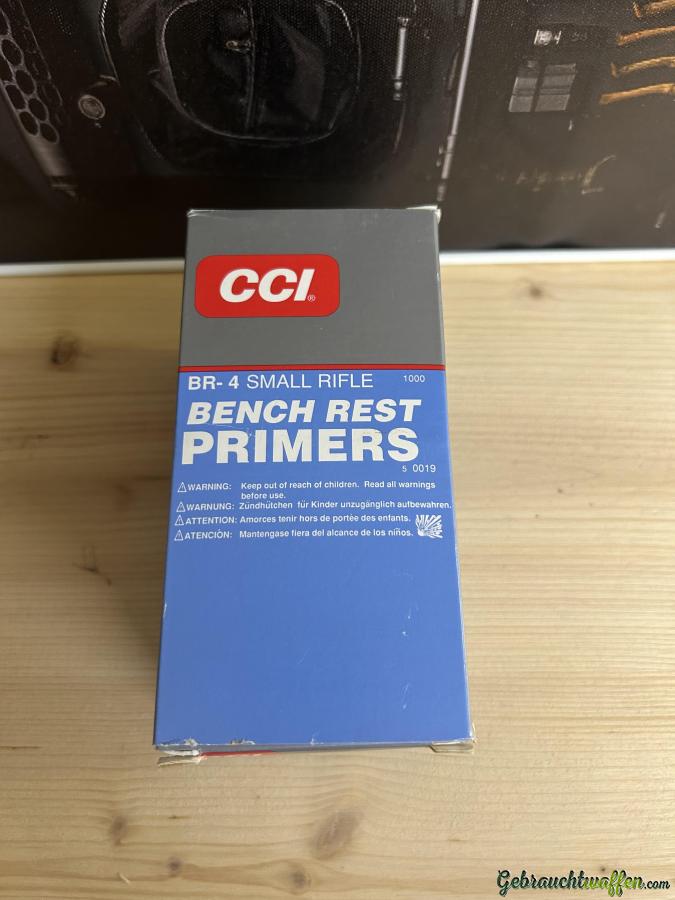 CCI®
BR- 4 SMALL RIFLE 1000
BENCH REST
PRIMERS
5 0019
⚠WARNING: Keep out of reach of children. Read all warnings
before use.
⚠WARNUNG: Zündhütchen für Kinder unzugänglich aufbewahren.
⚠ATTENTION: Amorces tenir hors de portèe des enfants.
⚠ATENCIÒN: Mantengase fiera del alcance de los niños.
Gebrauchtwaffen.com